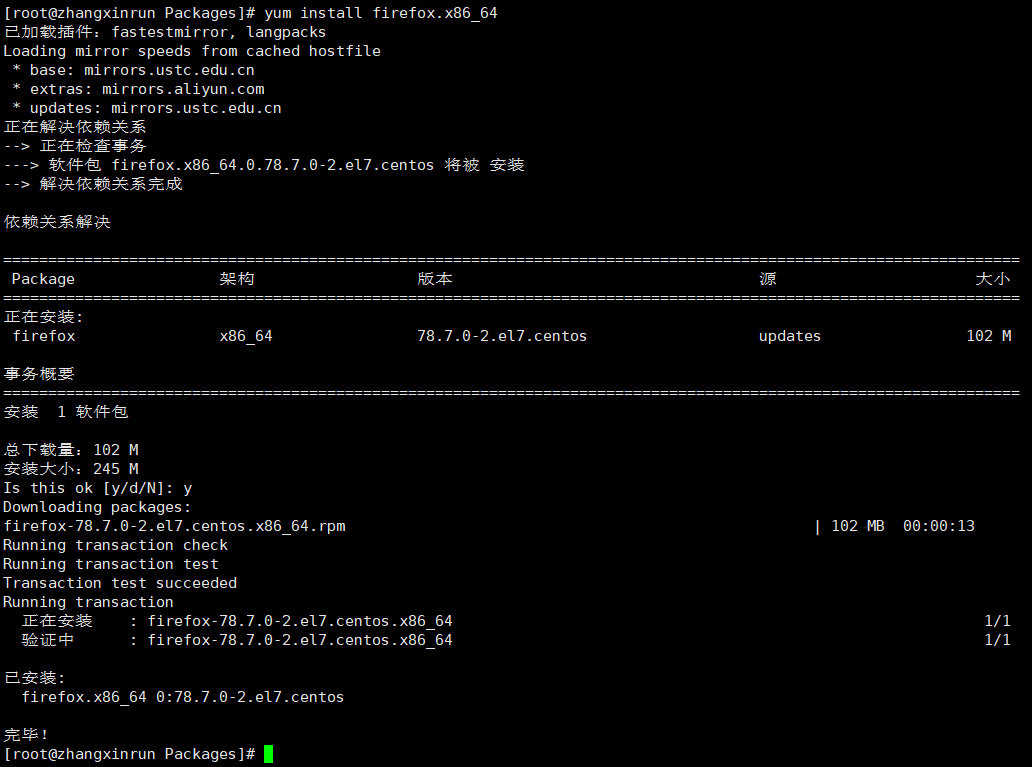 [root@zhangxinrun Packages]# yum install firefox.x86_64
已加载插件：fastestmirror, langpacks
Loading mirror speeds from cached hostfile
 * base: mirrors.ustc.edu.cn
 * extras: mirrors.aliyun.com
 * updates: mirrors.ustc.edu.cn
正在解决依赖关系
--> 正在检查事务
---> 软件包 firefox.x86_64.0.78.7.0-2.el7.centos 将被 安装
--> 解决依赖关系完成
依赖关系解决
================================================================================
Package 架构 版本 源 大小
================================================================================
正在安装:
firefox x86_64 78.7.0-2.el7.centos updates 102 M
事务概要
================================================================================
安装  1 软件包
总下载量：102 M
安装大小：245 M
Is this ok [y/d/N]: y
Downloading packages:
firefox-78.7.0-2.el7.centos.x86_64.rpm | 102 MB  00:00:13
Running transaction check
Running transaction test
Transaction test succeeded
Running transaction
正在安装    : firefox-78.7.0-2.el7.centos.x86_64 1/1
验证中      : firefox-78.7.0-2.el7.centos.x86_64 1/1
已安装:
firefox.x86_64 0:78.7.0-2.el7.centos
完毕！
[root@zhangxinrun Packages]#